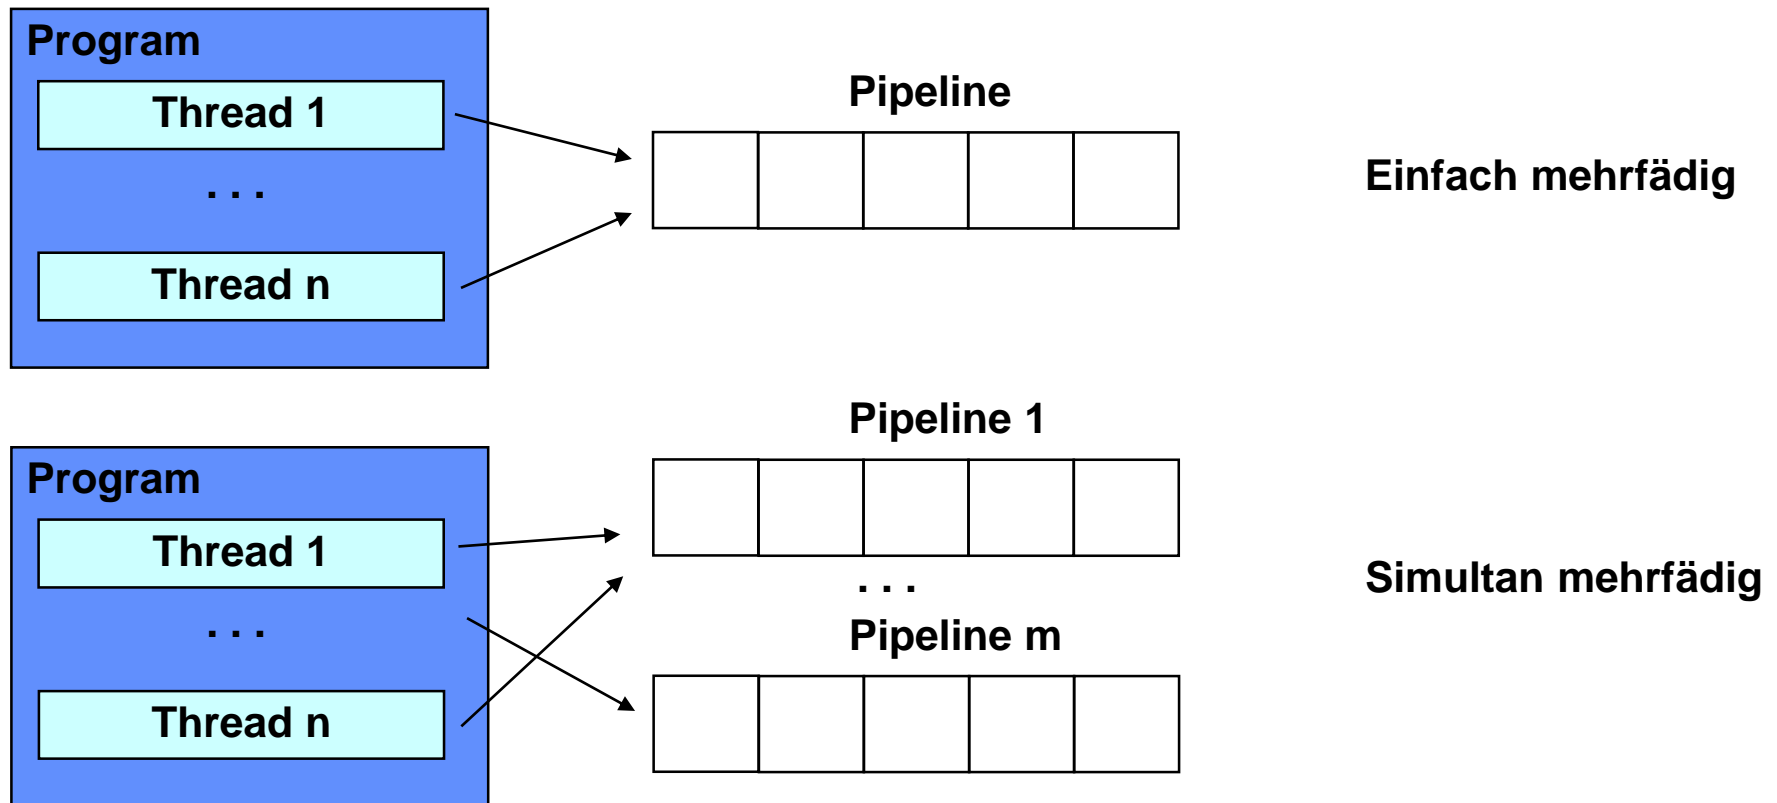 Program
Thread 1
. . .
Thread n
Pipeline
Einfach mehrfädig
Program
Thread 1
. . .
Thread n
Pipeline 1
. . .
Pipeline m
Simultan mehrfädig